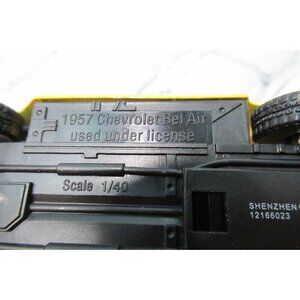 1957 Chevrolet Bel Air
used under license
Scale 1/40
SHENZHEN
12166023